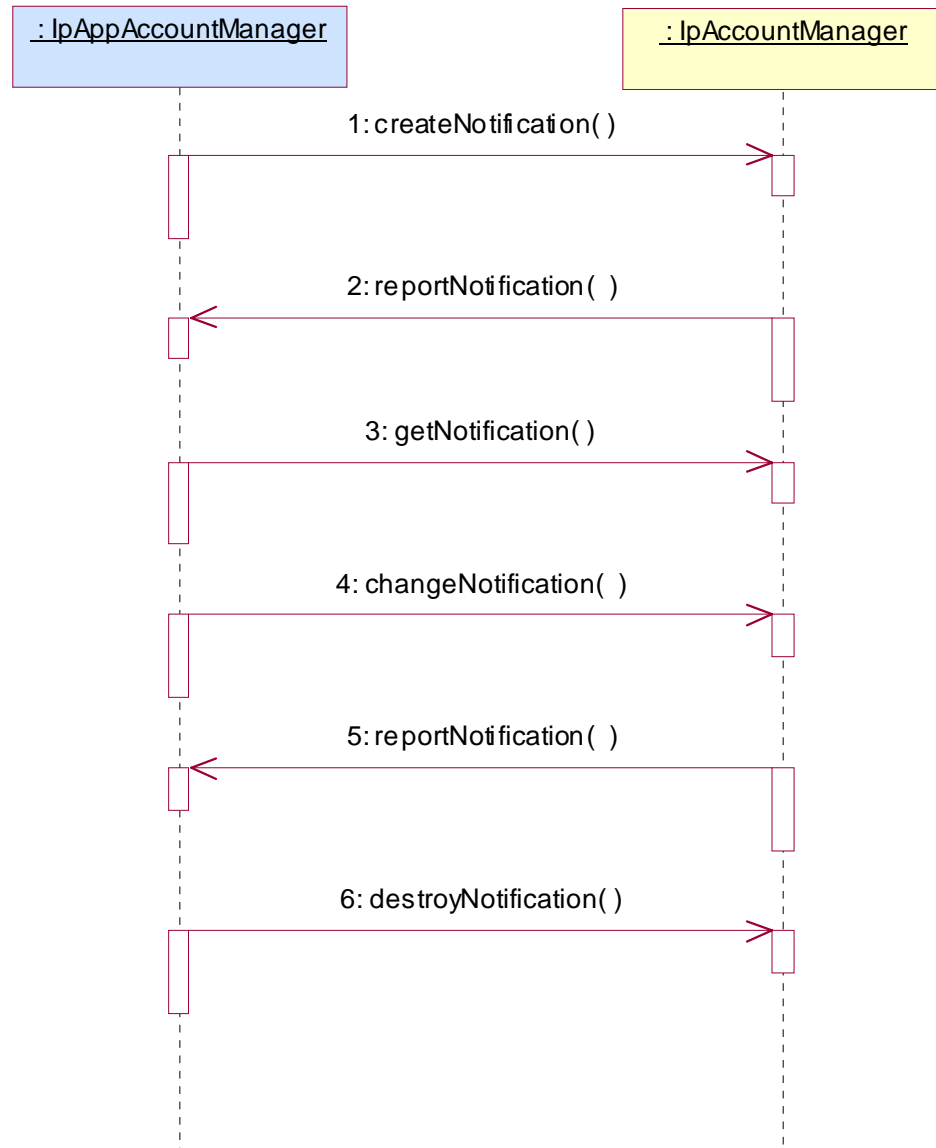 : IpAppAccountManager
: IpAccountManager
1: createNotification( )
2: reportNotification( )
3: getNotification( )
4: changeNotification( )
5: reportNotification( )
6: destroyNotification( )